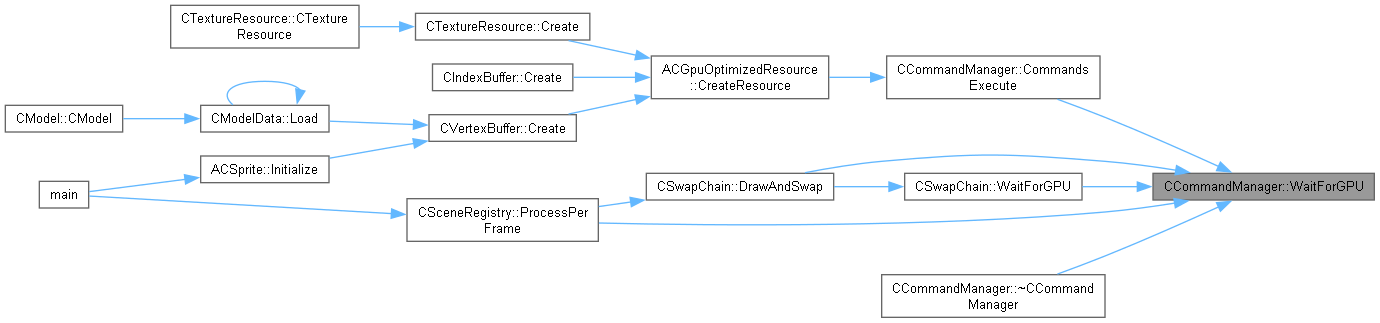 CTextureResource::CTexture
Resource
CTextureResource::Create
CIndexBuffer::Create
ACGpuOptimizedResource
::CreateResource
CCommandManager::Commands
Execute
CModel::CModel
CModelData::Load
CVertexBuffer::Create
ACSprite::Initialize
main
CSwapChain::DrawAndSwap
CSwapChain::WaitForGPU
CCommandManager::WaitForGPU
CSceneRegistry::ProcessPer
Frame
CCommandManager::~CCommand
Manager